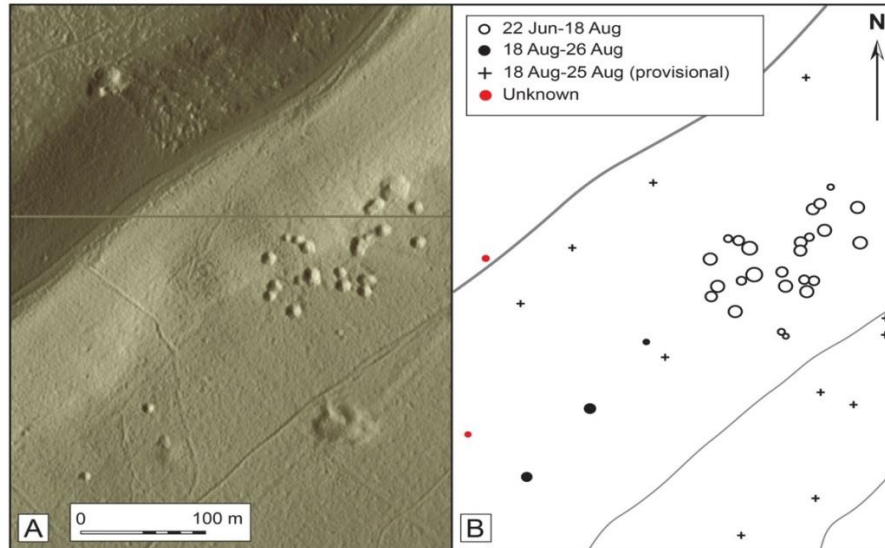 22 Jun-18 Aug
18 Aug-26 Aug
18 Aug-25 Aug (provisional)
Unknown
N
A
0 100 m
B